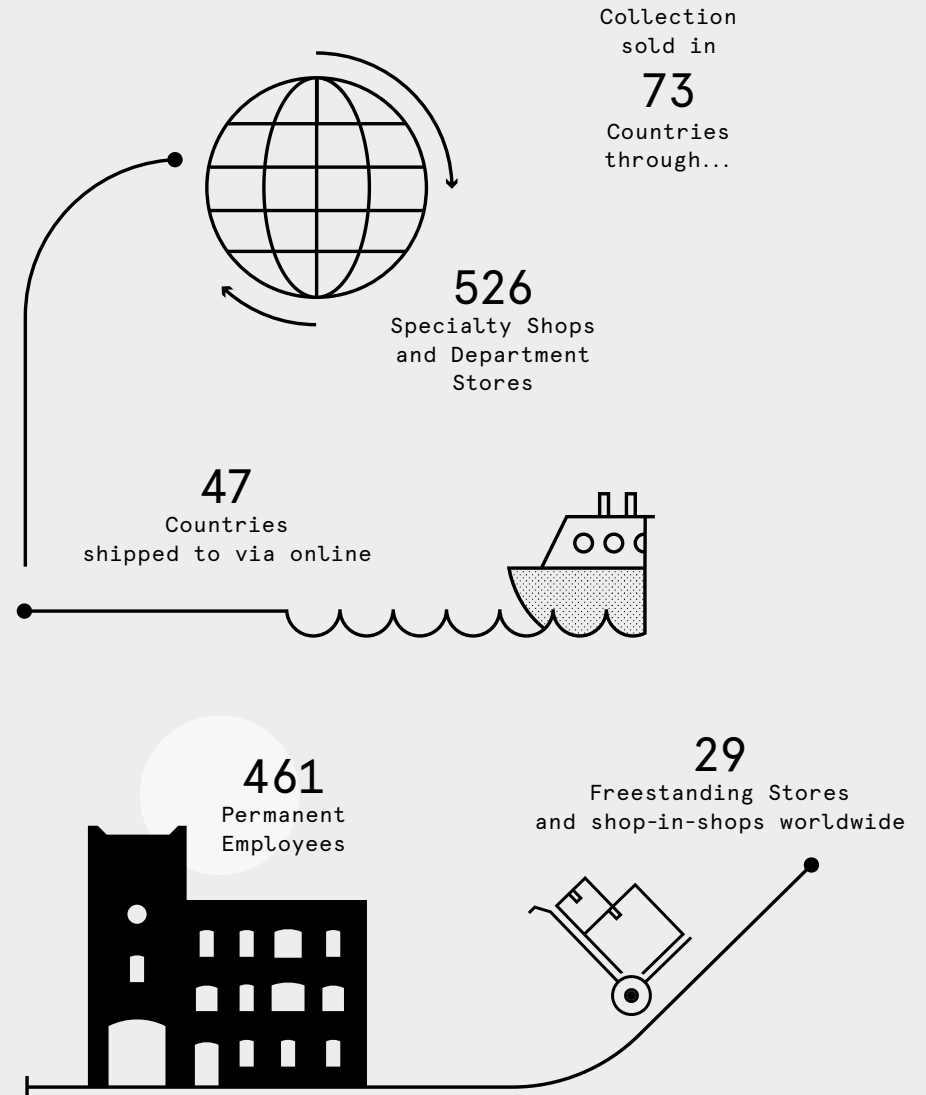 Collection
sold in
73
Countries
through...
526
Specialty Shops
and Department
Stores
47
Countries
shipped to via online
461
Permanent
Employees
29
Freestanding Stores
and shop-in-shops worldwide